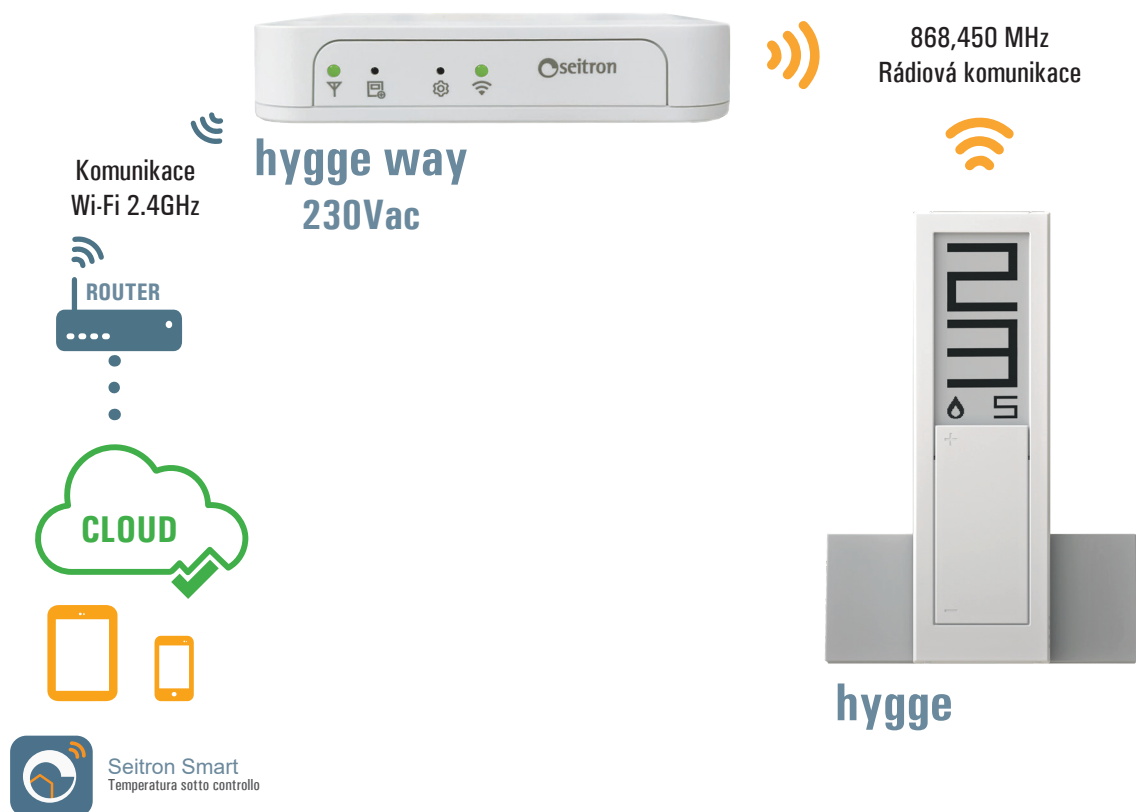 seitron
868,450 MHz
Rádiová komunikace
hygge way
230Vac
Komunikace
Wi-Fi 2.4GHz
ROUTER
23
5
+
-
CLOUD
hygge
Seitron Smart
Temperatura sotto controllo